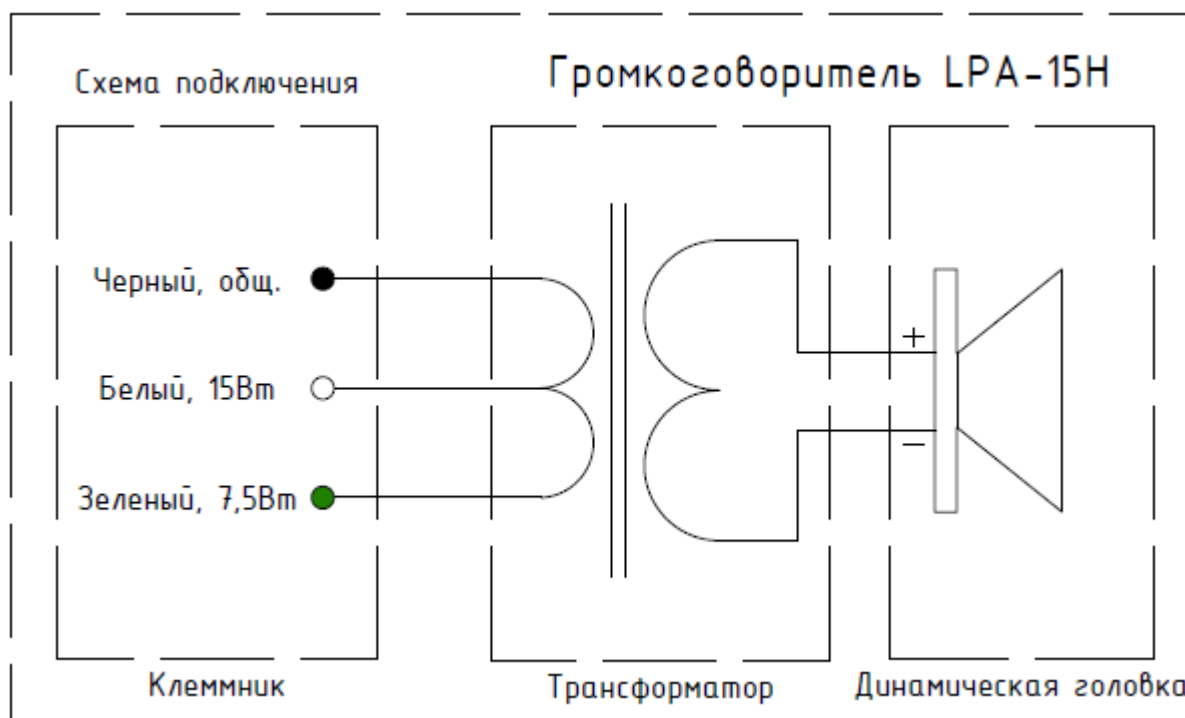 Громкоговоритель LPA-15H
Схема подключения
Черный, общ.
Белый, 15Вт
Зеленый, 7,5Вт
+
−
Клеммник
Трансформатор
Динамическая головка